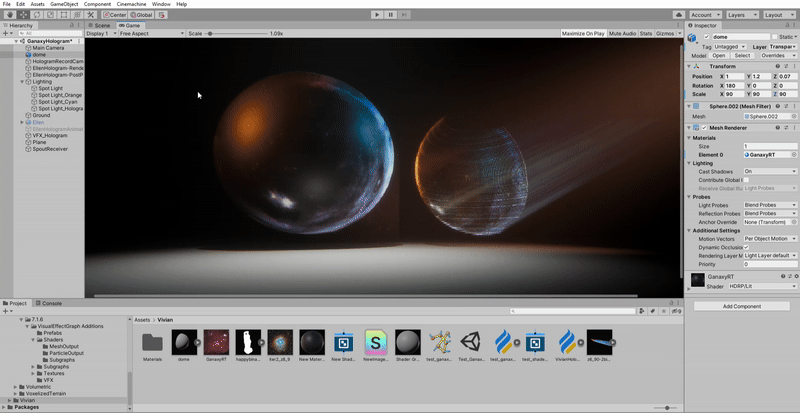 File Edit Assets GameObject Component Cinemachine Window Help
Center Global
Account Layers Layout
Hierarchy
All
GanaxyHologram*
Main Camera
dome
HologramRecordCam
EllenHologram-Rende
EllenHologram-PostP
Lighting
Spot Light
Spot Light_Orange
Spot Light_Cyan
Spot Light_Hologra
Ground
Ellen
EllenHologramAnima
VFX_Hologram
Plane
SpoutReceiver
Scene Game
Display 1 Free Aspect Scale 1.09x Maximize On Play Mute Audio Stats Gizmos
Inspector
dome Static
Tag Untagged Layer Transpar
Model Open Select Overrides
Transform
Position X 1 Y 1.2 Z 0.07
Rotation X 180 Y 0 Z 0
Scale X 90 Y 90 Z 90
Sphere.002 (Mesh Filter)
Mesh Sphere.002
Mesh Renderer
Materials
Size 1
Element 0 GanaxyRT
Lighting
Cast Shadows On
Contribute Global I
Receive Global Illu Light Probes
Probes
Light Probes Blend Probes
Reflection Probes Blend Probes
Anchor Override None (Transform)
Additional Settings
Motion Vectors Per Object Motion
Dynamic Occlusio
Rendering Layer M Light Layer default
Priority 0
GanaxyRT
Shader HDRP/Lit
Add Component
Project Console
7.1.6
VisualEffectGraph Additions
Prefabs
Shaders
MeshOutput
ParticleOutput
Subgraphs
Subgraphs
Textures
VFX
Volumetric
VoxelizedTerrain
Vivian
Packages
Assets > Vivian
Materials dome GanaxyRT New Mater... New Shad... NewImage... Shader Gr... test_ganax... Test_Ganax... test_ganax... test_shade... VivianHolo...